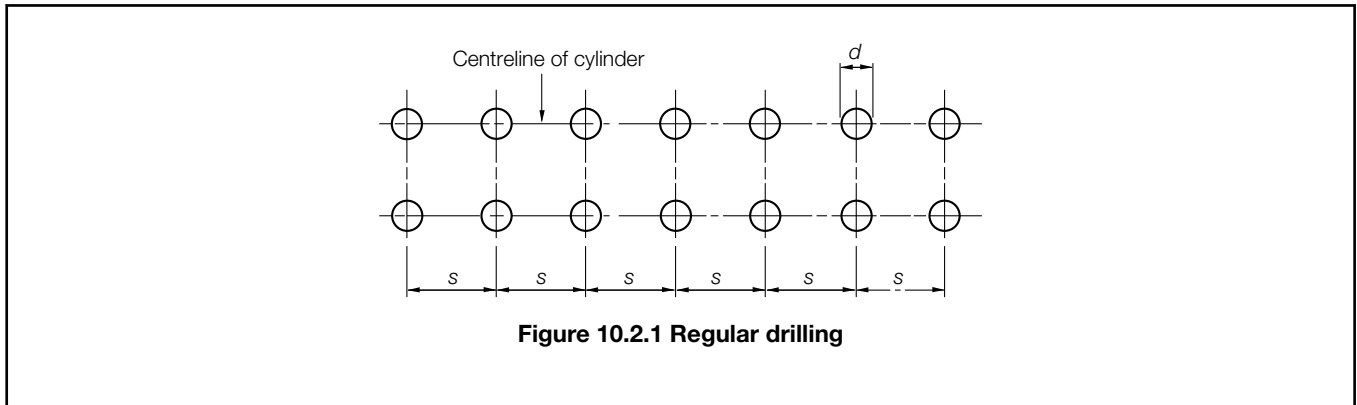 d
Centreline of cylinder
s s s s s s
Figure 10.2.1 Regular drilling